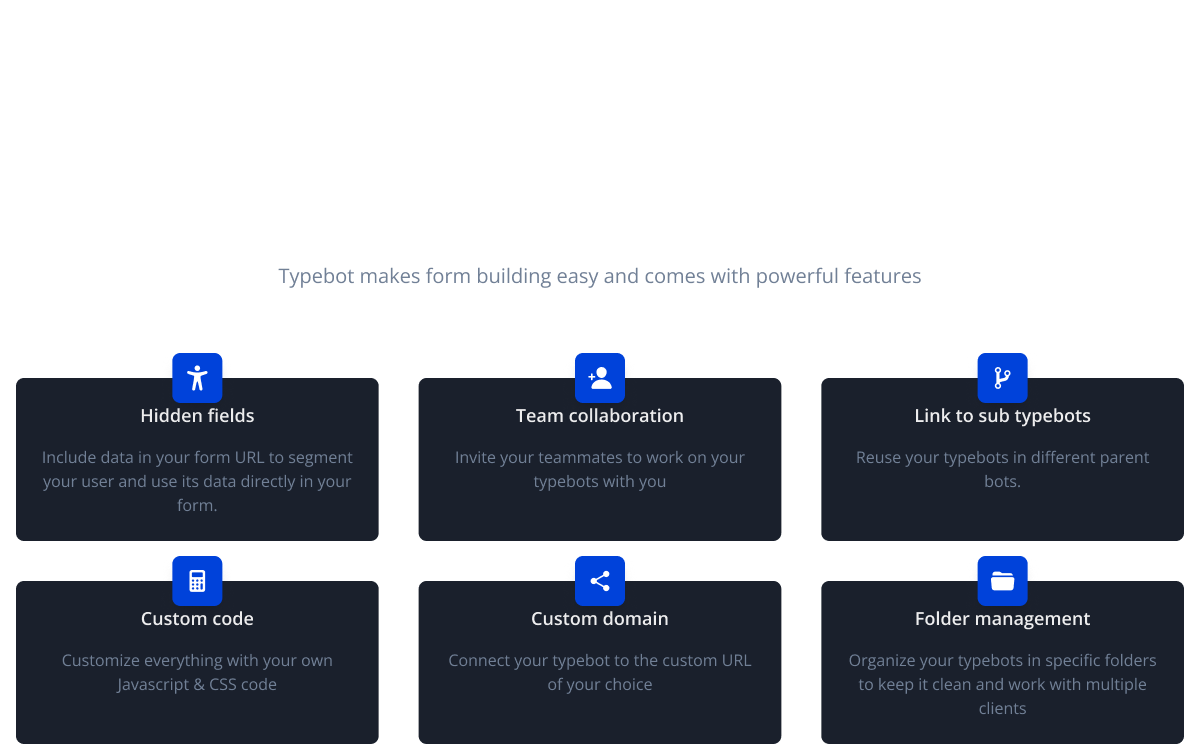 Typebot makes form building easy and comes with powerful features
Hidden fields
Include data in your form URL to segment
your user and use its data directly in your
form.
Team collaboration
Invite your teammates to work on your
typebots with you
Link to sub typebots
Reuse your typebots in different parent
bots.
Custom code
Customize everything with your own
Javascript & CSS code
Custom domain
Connect your typebot to the custom URL
of your choice
Folder management
Organize your typebots in specific folders
to keep it clean and work with multiple
clients